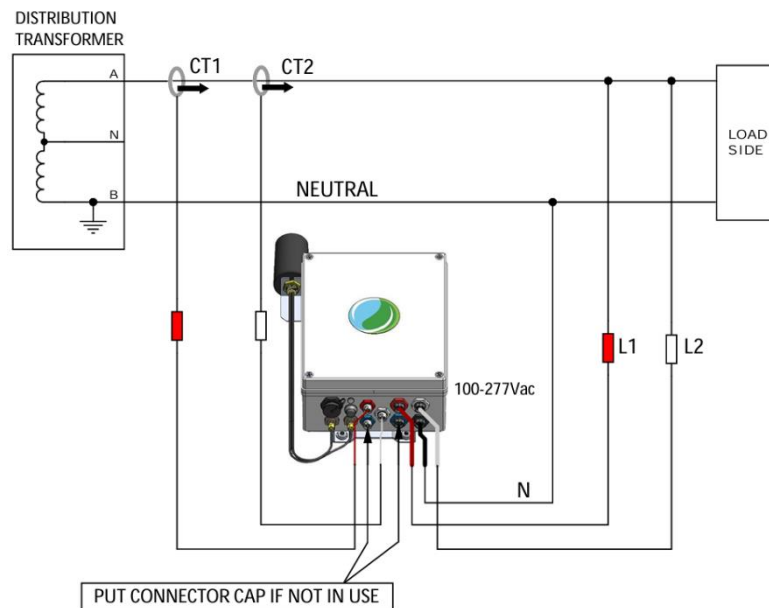 DISTRIBUTION
TRANSFORMER
A
CT1
CT2
N
LOAD
SIDE
B
NEUTRAL
L1
L2
100-277Vac
N
PUT CONNECTOR CAP IF NOT IN USE